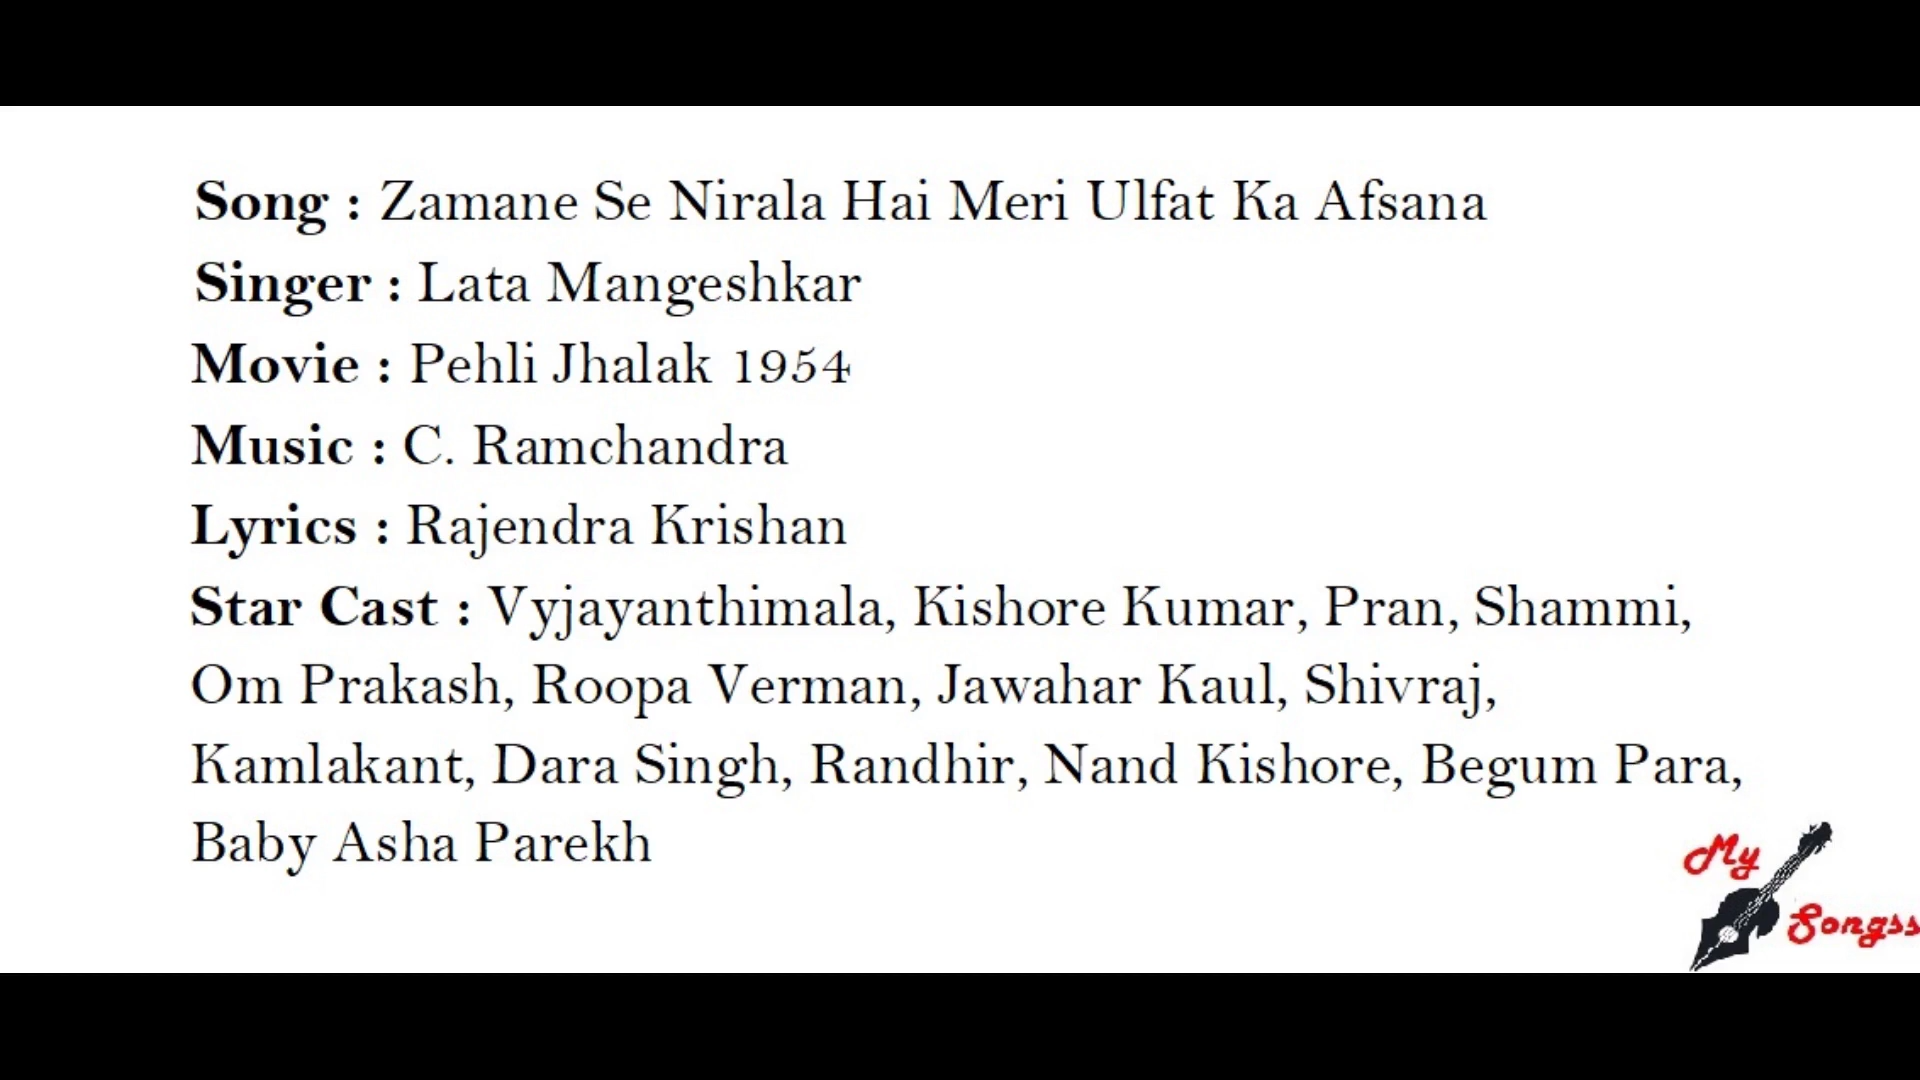 Song : Zamane Se Nirala Hai Meri Ulfat Ka Afsana
Singer : Lata Mangeshkar
Movie : Pehli Jhalak 1954
Music : C. Ramchandra
Lyrics : Rajendra Krishan
Star Cast : Vyjayanthimala, Kishore Kumar, Pran, Shammi,
Om Prakash, Roopa Verman, Jawahar Kaul, Shivraj,
Kamlakant, Dara Singh, Randhir, Nand Kishore, Begum Para,
Baby Asha Parekh
My
Songss